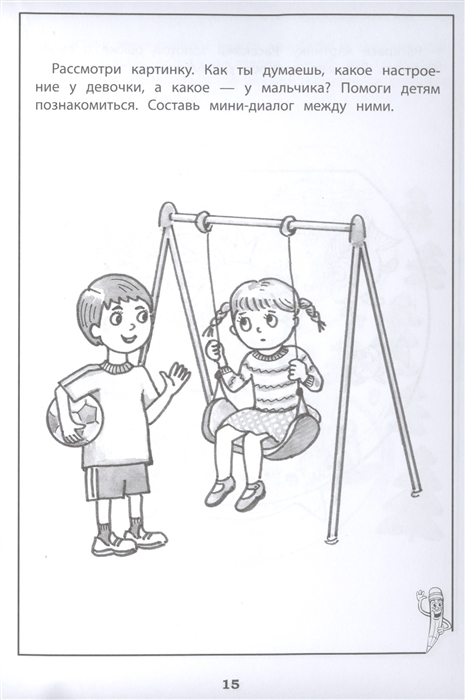 Рассмотри картинку. Как ты думаешь, какое настрое-
ние у девочки, а какое — у мальчика? Помоги детям
познакомиться. Составь мини-диалог между ними.
15